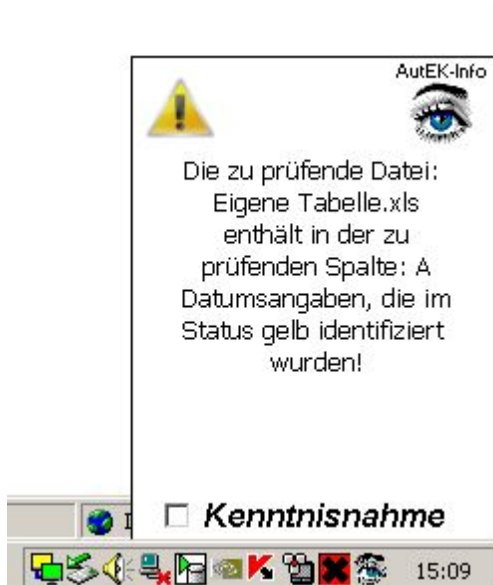 AutEK-Info
Die zu prüfende Datei:
Eigene Tabelle.xls
enthält in der zu
prüfenden Spalte: A
Datumsangaben, die im
Status gelb identifiziert
wurden!
Kenntnisnahme
15:09